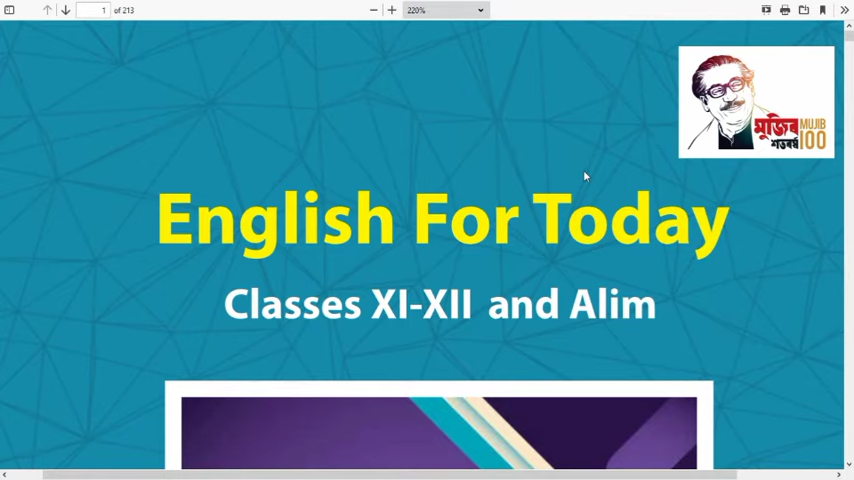 1 of 213
220%
মুজিব MUJIB
শতবর্ষ 100
English For Today
Classes XI-XII and Alim